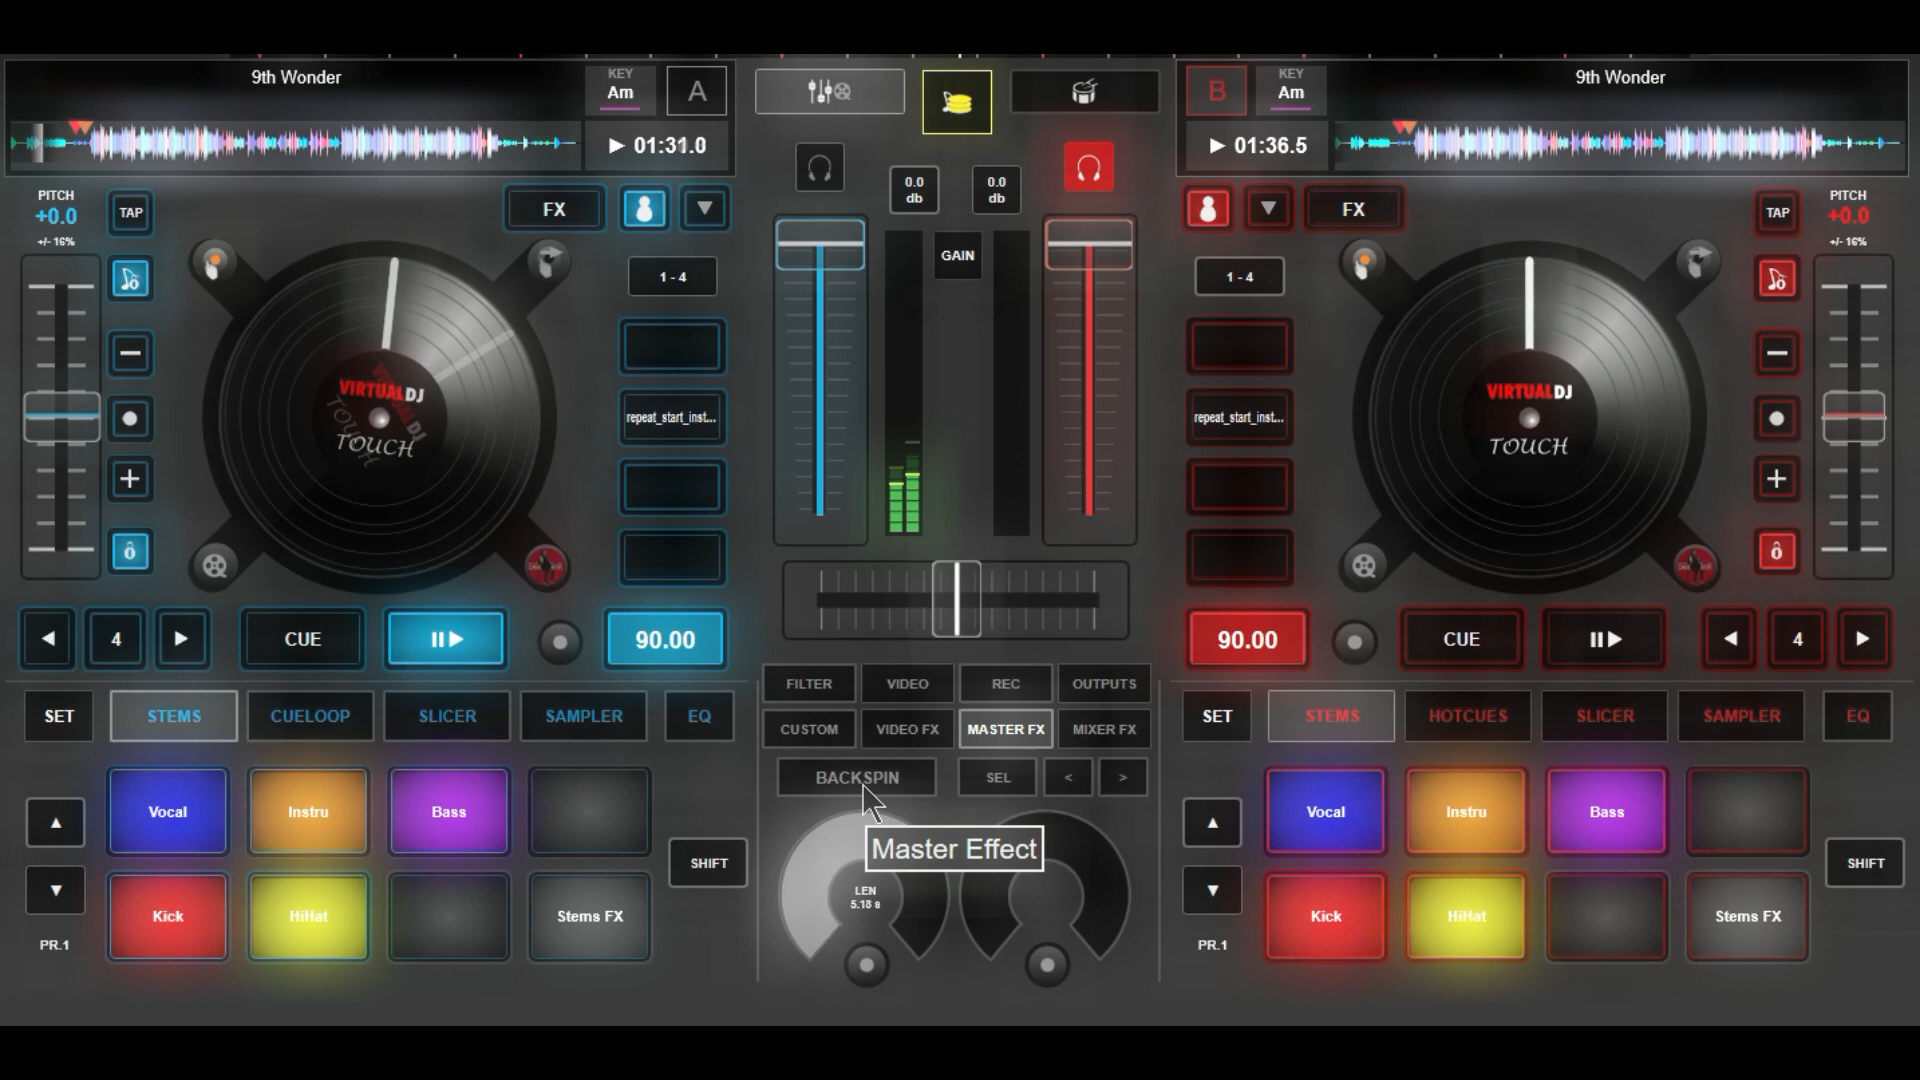 9th Wonder
KEY
Am
A
▶ 01:31.0
B
KEY
Am
9th Wonder
▶ 01:36.5
PITCH
+0.0
+/- 16%
TAP
FX
1 - 4
repeat_start_inst...
VIRTUALDJ
TOUCH
0.0
db
0.0
db
GAIN
FX
1 - 4
repeat_start_inst...
VIRTUALDJ
TOUCH
TAP
PITCH
+0.0
+/- 16%
4
CUE
90.00
90.00
CUE
4
SET
STEMS
CUELOOP
SLICER
SAMPLER
EQ
FILTER
VIDEO
REC
OUTPUTS
CUSTOM
VIDEO FX
MASTER FX
MIXER FX
BACKSPIN
SEL
<
>
Master Effect
LEN
5.18 s
SET
STEMS
HOTCUES
SLICER
SAMPLER
EQ
Vocal
Instru
Bass
SHIFT
Kick
HiHat
Stems FX
PR.1
Vocal
Instru
Bass
SHIFT
Kick
HiHat
Stems FX
PR.1